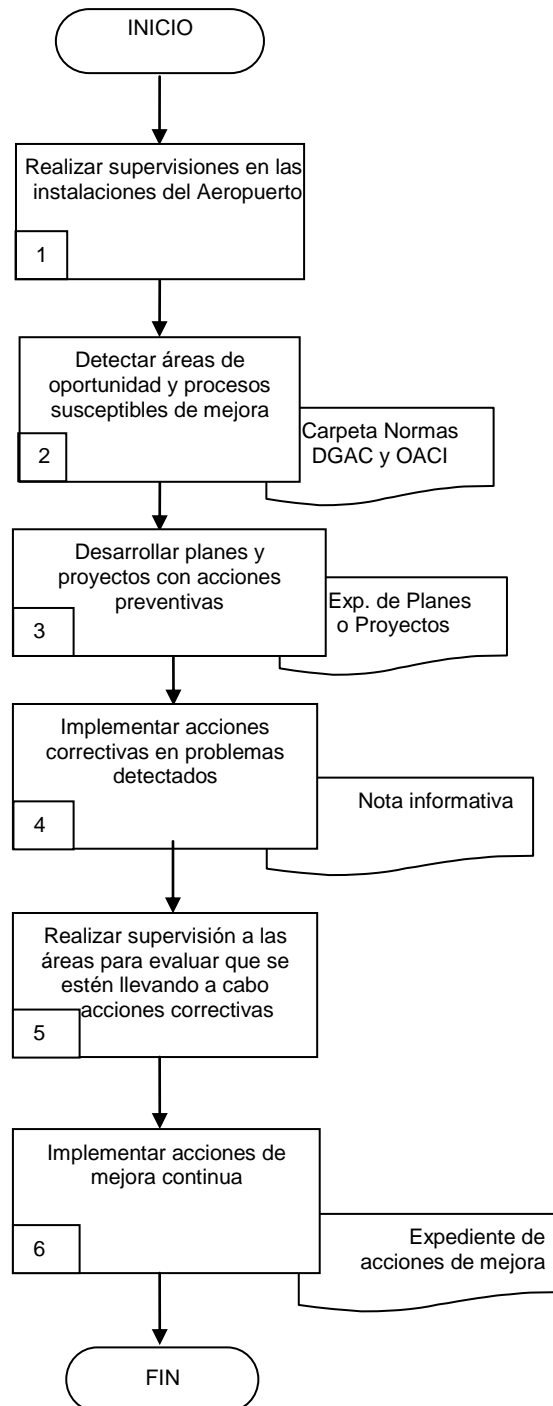 INICIO
Realizar supervisiones en las
instalaciones del Aeropuerto
1
Detectar áreas de
oportunidad y procesos
susceptibles de mejora
2
Carpeta Normas
DGAC y OACI
Desarrollar planes y
proyectos con acciones
preventivas
3
Exp. de Planes
o Proyectos
Implementar acciones
correctivas en problemas
detectados
4
Nota informativa
Realizar supervisión a las
áreas para evaluar que se
estén llevando a cabo
acciones correctivas
5
Implementar acciones de
mejora continua
6
Expediente de
acciones de mejora
FIN